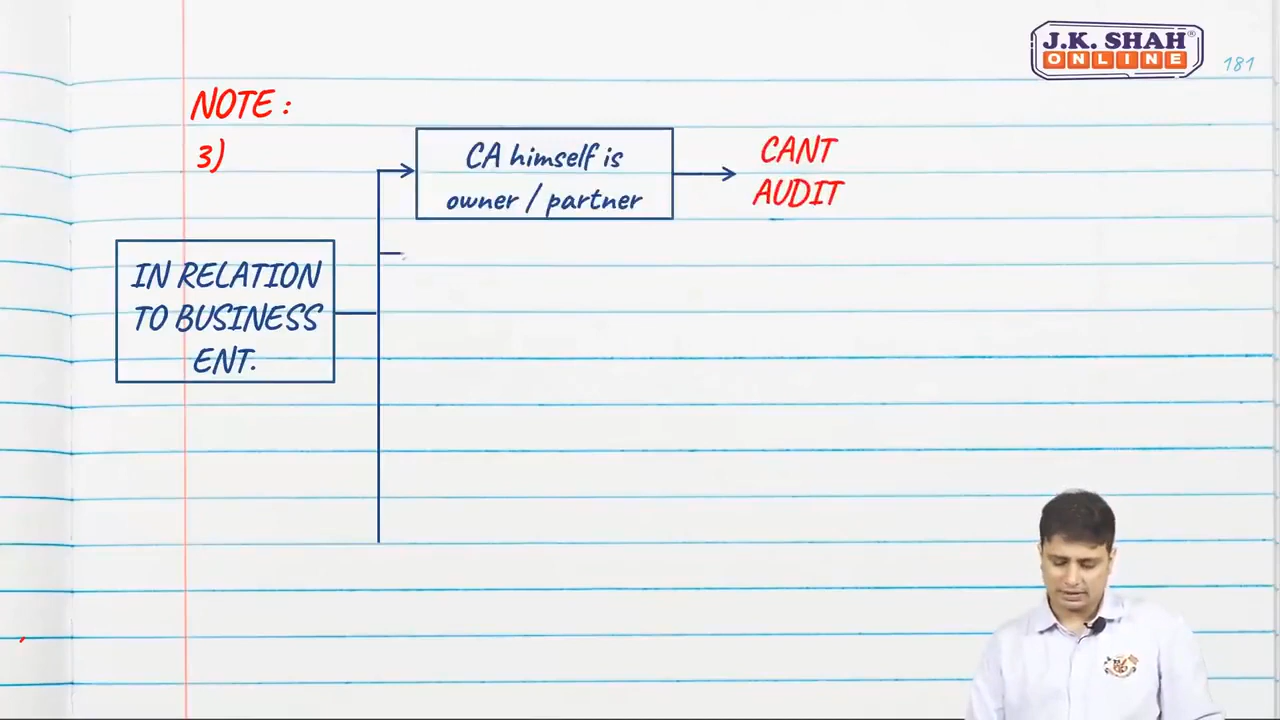 J.K. SHAH®
ONLINE
181
NOTE :
3)
CA himself is
owner / partner
CANT
AUDIT
IN RELATION
TO BUSINESS
ENT.